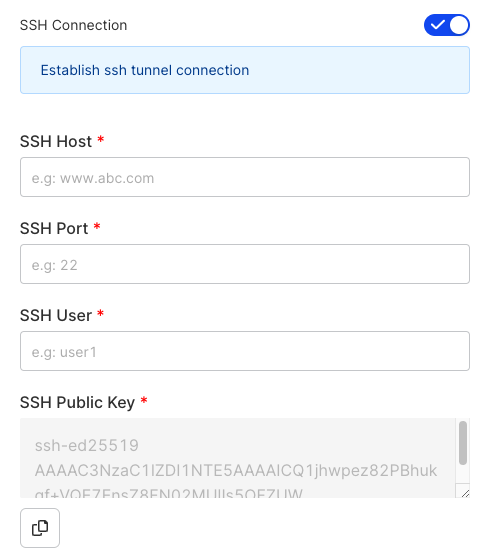 SSH Connection
Establish ssh tunnel connection
SSH Host *
e.g: www.abc.com
SSH Port *
e.g: 22
SSH User *
e.g: user1
SSH Public Key *
ssh-ed25519
AAAAC3NzaC1lZDI1NTE5AAAAICQ1jhwpez82PBhuk